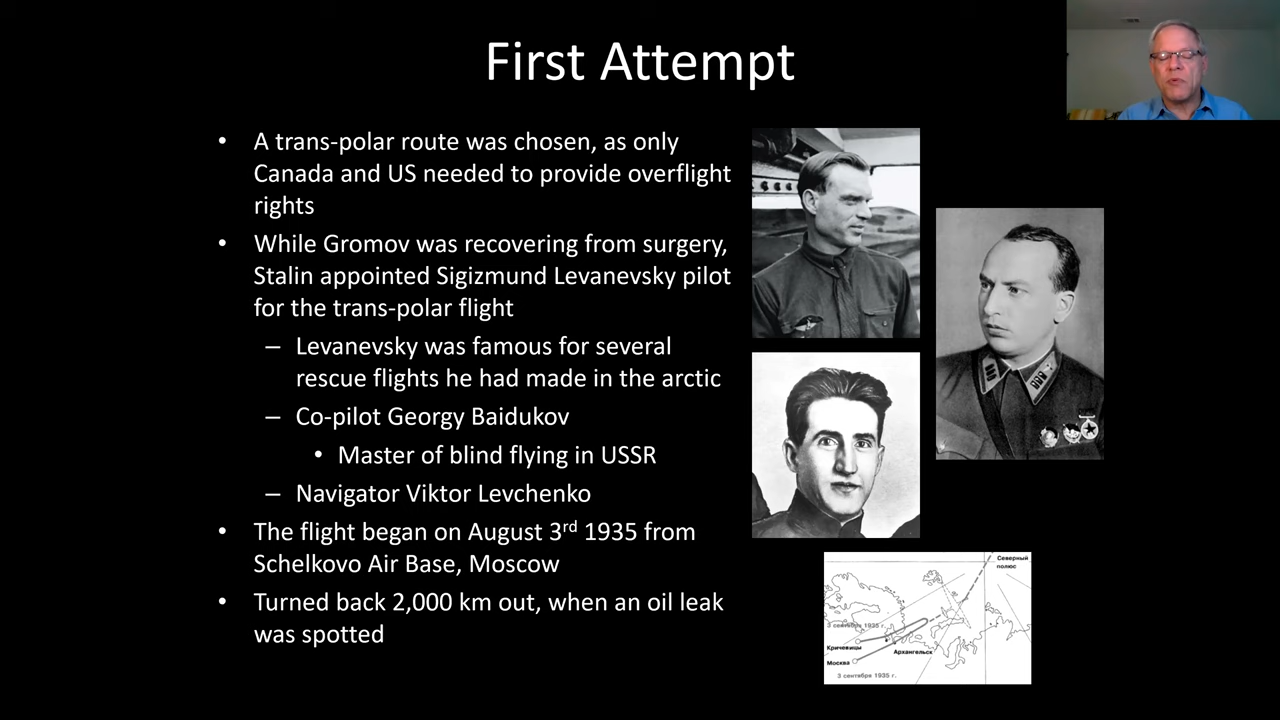 First Attempt
• A trans-polar route was chosen, as only
Canada and US needed to provide overflight
rights
• While Gromov was recovering from surgery,
Stalin appointed Sigizmund Levanevsky pilot
for the trans-polar flight
– Levanevsky was famous for several
rescue flights he had made in the arctic
– Co-pilot Georgy Baidukov
• Master of blind flying in USSR
– Navigator Viktor Levchenko
• The flight began on August 3rd 1935 from
Schelkovo Air Base, Moscow
• Turned back 2,000 km out, when an oil leak
was spotted
Северный
полюс
3 сентября 1935 г.
Кричевицы
Архангельск
Москва
3 сентября 1935 г.